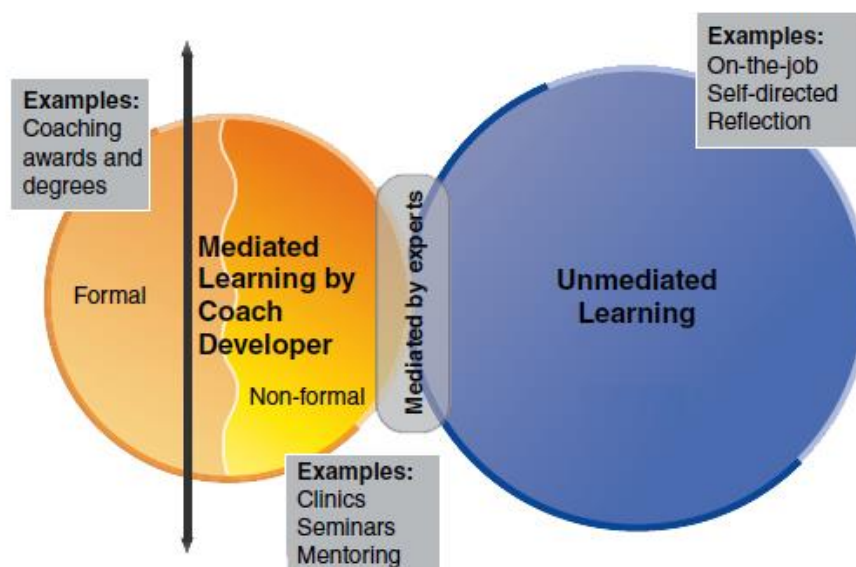 Examples:
Coaching
awards and
degrees
Formal
Mediated
Learning by
Coach
Developer
Non-formal
Examples:
Clinics
Seminars
Mentoring
Mediated by experts
Unmediated
Learning
Examples:
On-the-job
Self-directed
Reflection